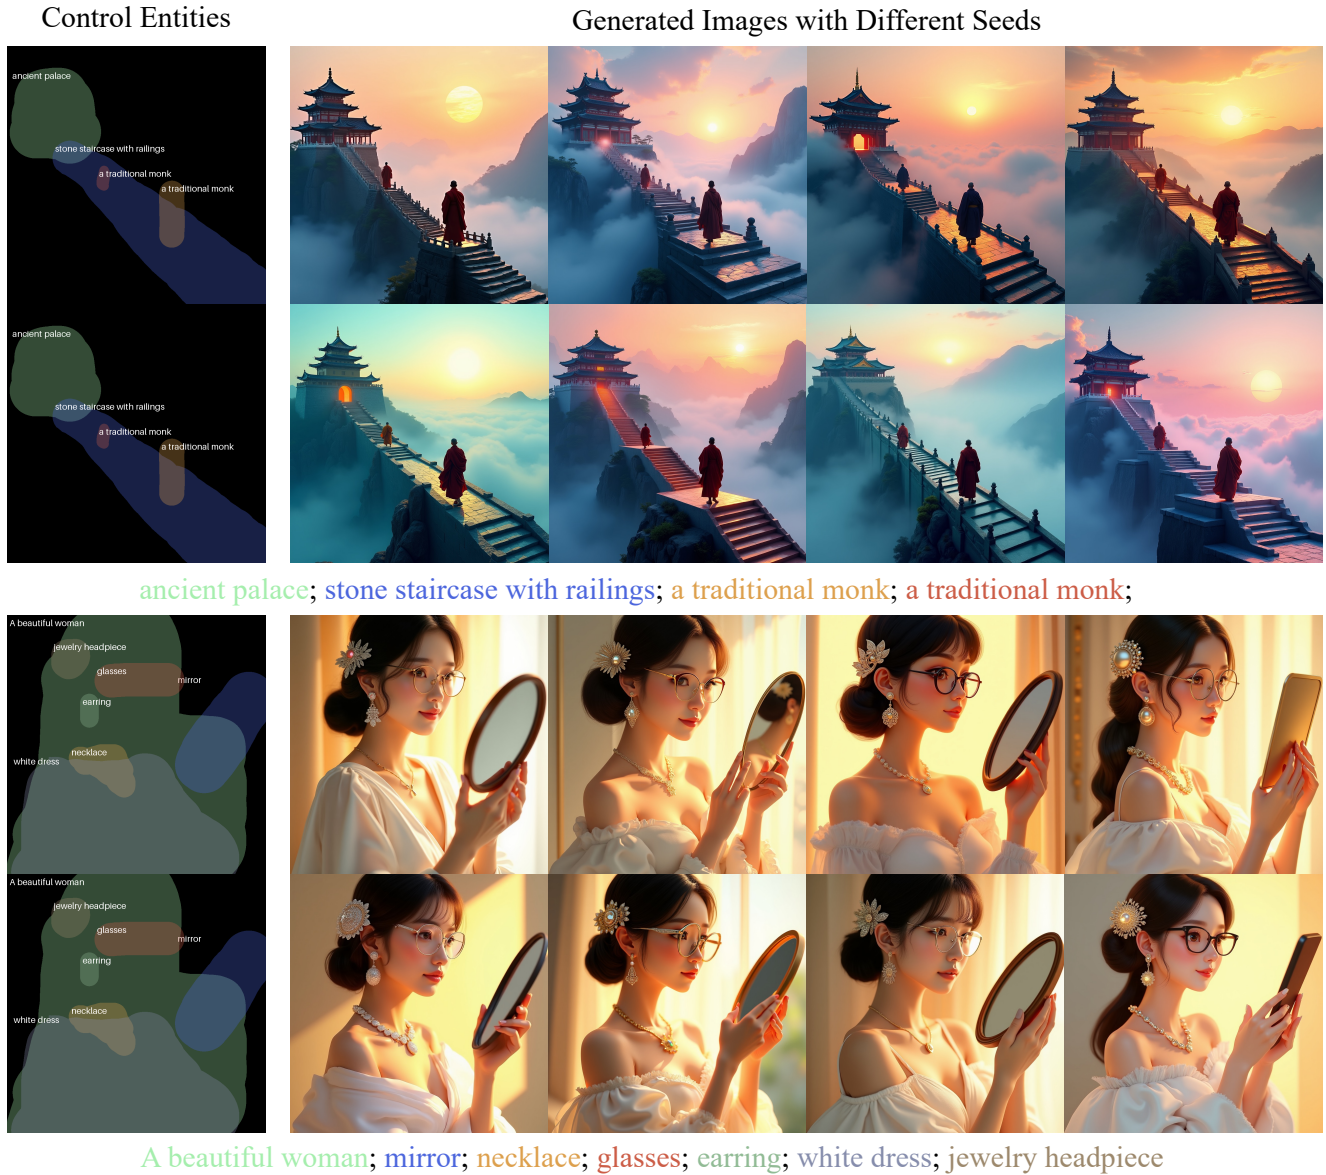 Control Entities
Generated Images with Different Seeds
ancient palace
stone staircase with railings
a traditional monk
a traditional monk
ancient palace
stone staircase with railings
a traditional monk
a traditional monk
ancient palace; stone staircase with railings; a traditional monk; a traditional monk;
A beautiful woman
jewelry headpiece
glasses
mirror
earring
necklace
white dress
A beautiful woman
jewelry headpiece
glasses
mirror
earring
necklace
white dress
A beautiful woman; mirror; necklace; glasses; earring; white dress; jewelry headpiece